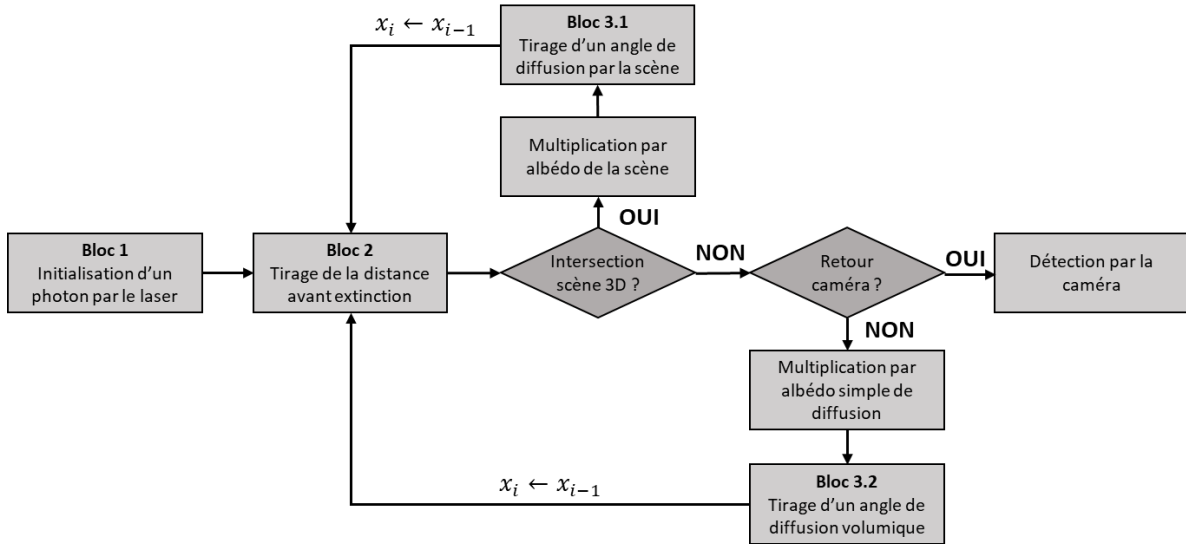 Bloc 3.1
Tirage d'un angle de
diffusion par la scène
x_i ← x_{i−1}
Multiplication par
albédo de la scène
OUI
Bloc 1
Initialisation d'un
photon par le laser
Bloc 2
Tirage de la distance
avant extinction
Intersection
scène 3D ?
NON
Retour
caméra ?
OUI
Détection par la
caméra
NON
Multiplication par
albédo simple de
diffusion
x_i ← x_{i−1}
Bloc 3.2
Tirage d'un angle de
diffusion volumique